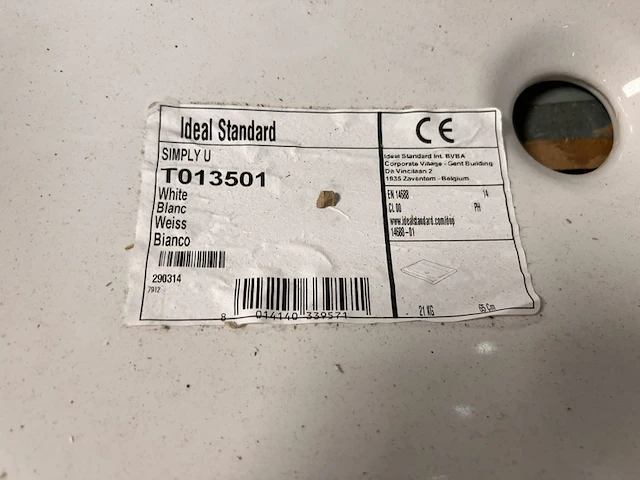 Ideal Standard
SIMPLY U
T013501
White
Blanc
Weiss
Bianco
290314
7912
8 014140 339571
CE
Ideal Standard Int. BVBA
Corporate Village - Gent Building
Da Vincilaan 2
1935 Zaventem - Belgium
EN 14688 14
CL 00 PH
www.idealstandard.com/dop
14688-01
21 KG 65 Cm